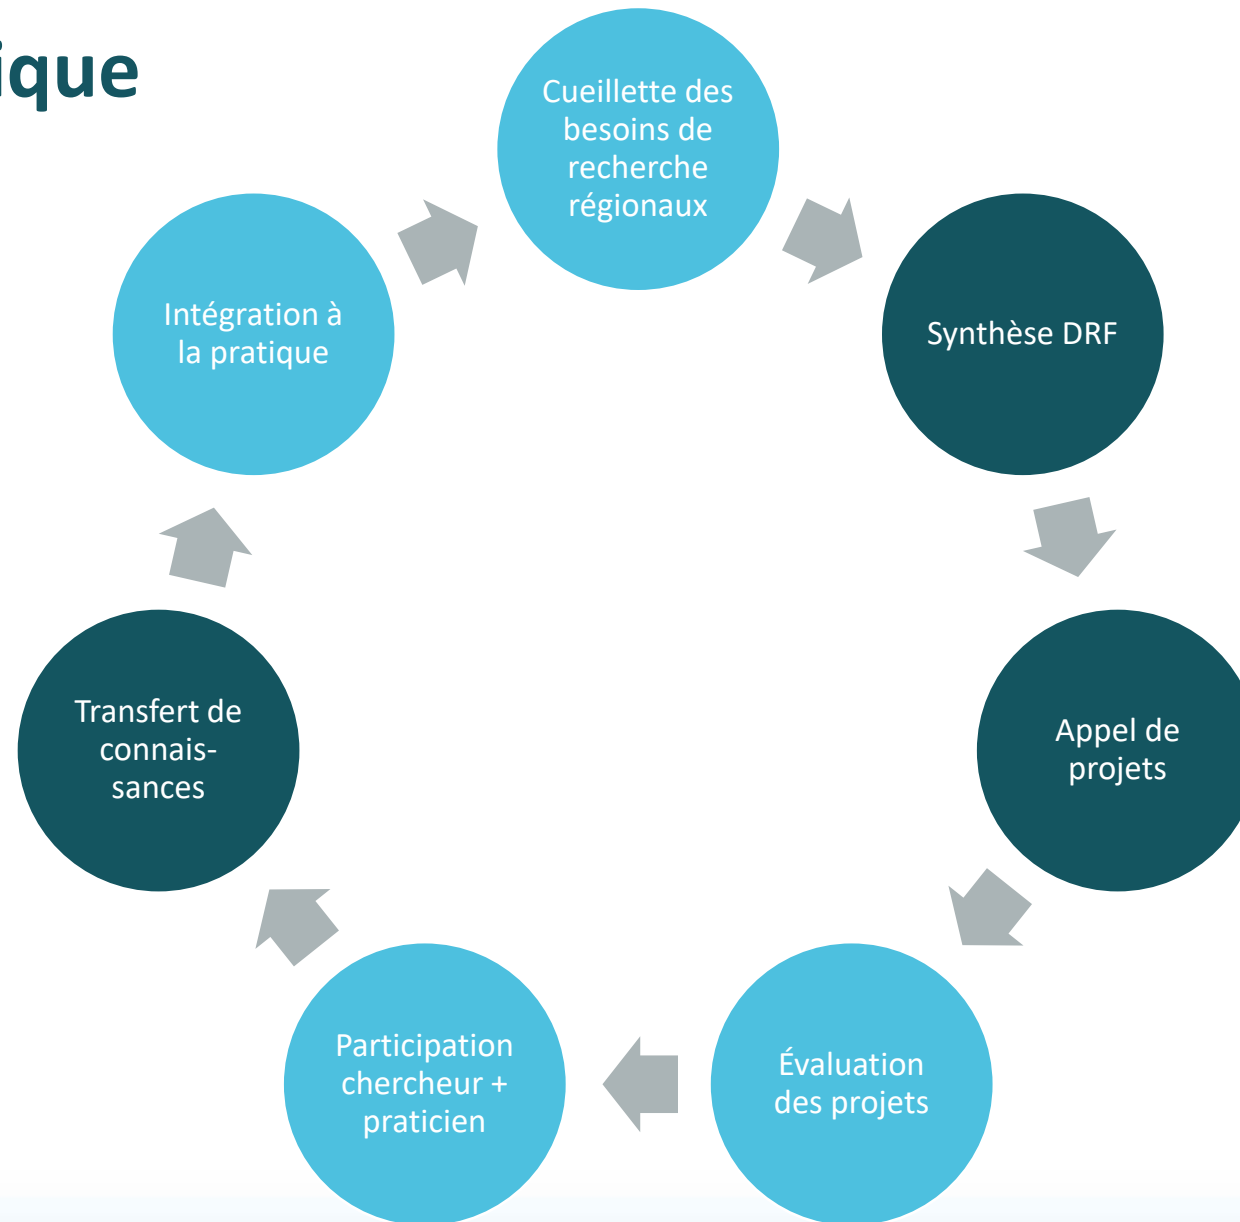 ique
Cueillette des
besoins de
recherche
régionaux
Synthèse DRF
Appel de
projets
Évaluation
des projets
Participation
chercheur +
praticien
Transfert de
connais-
sances
Intégration à
la pratique